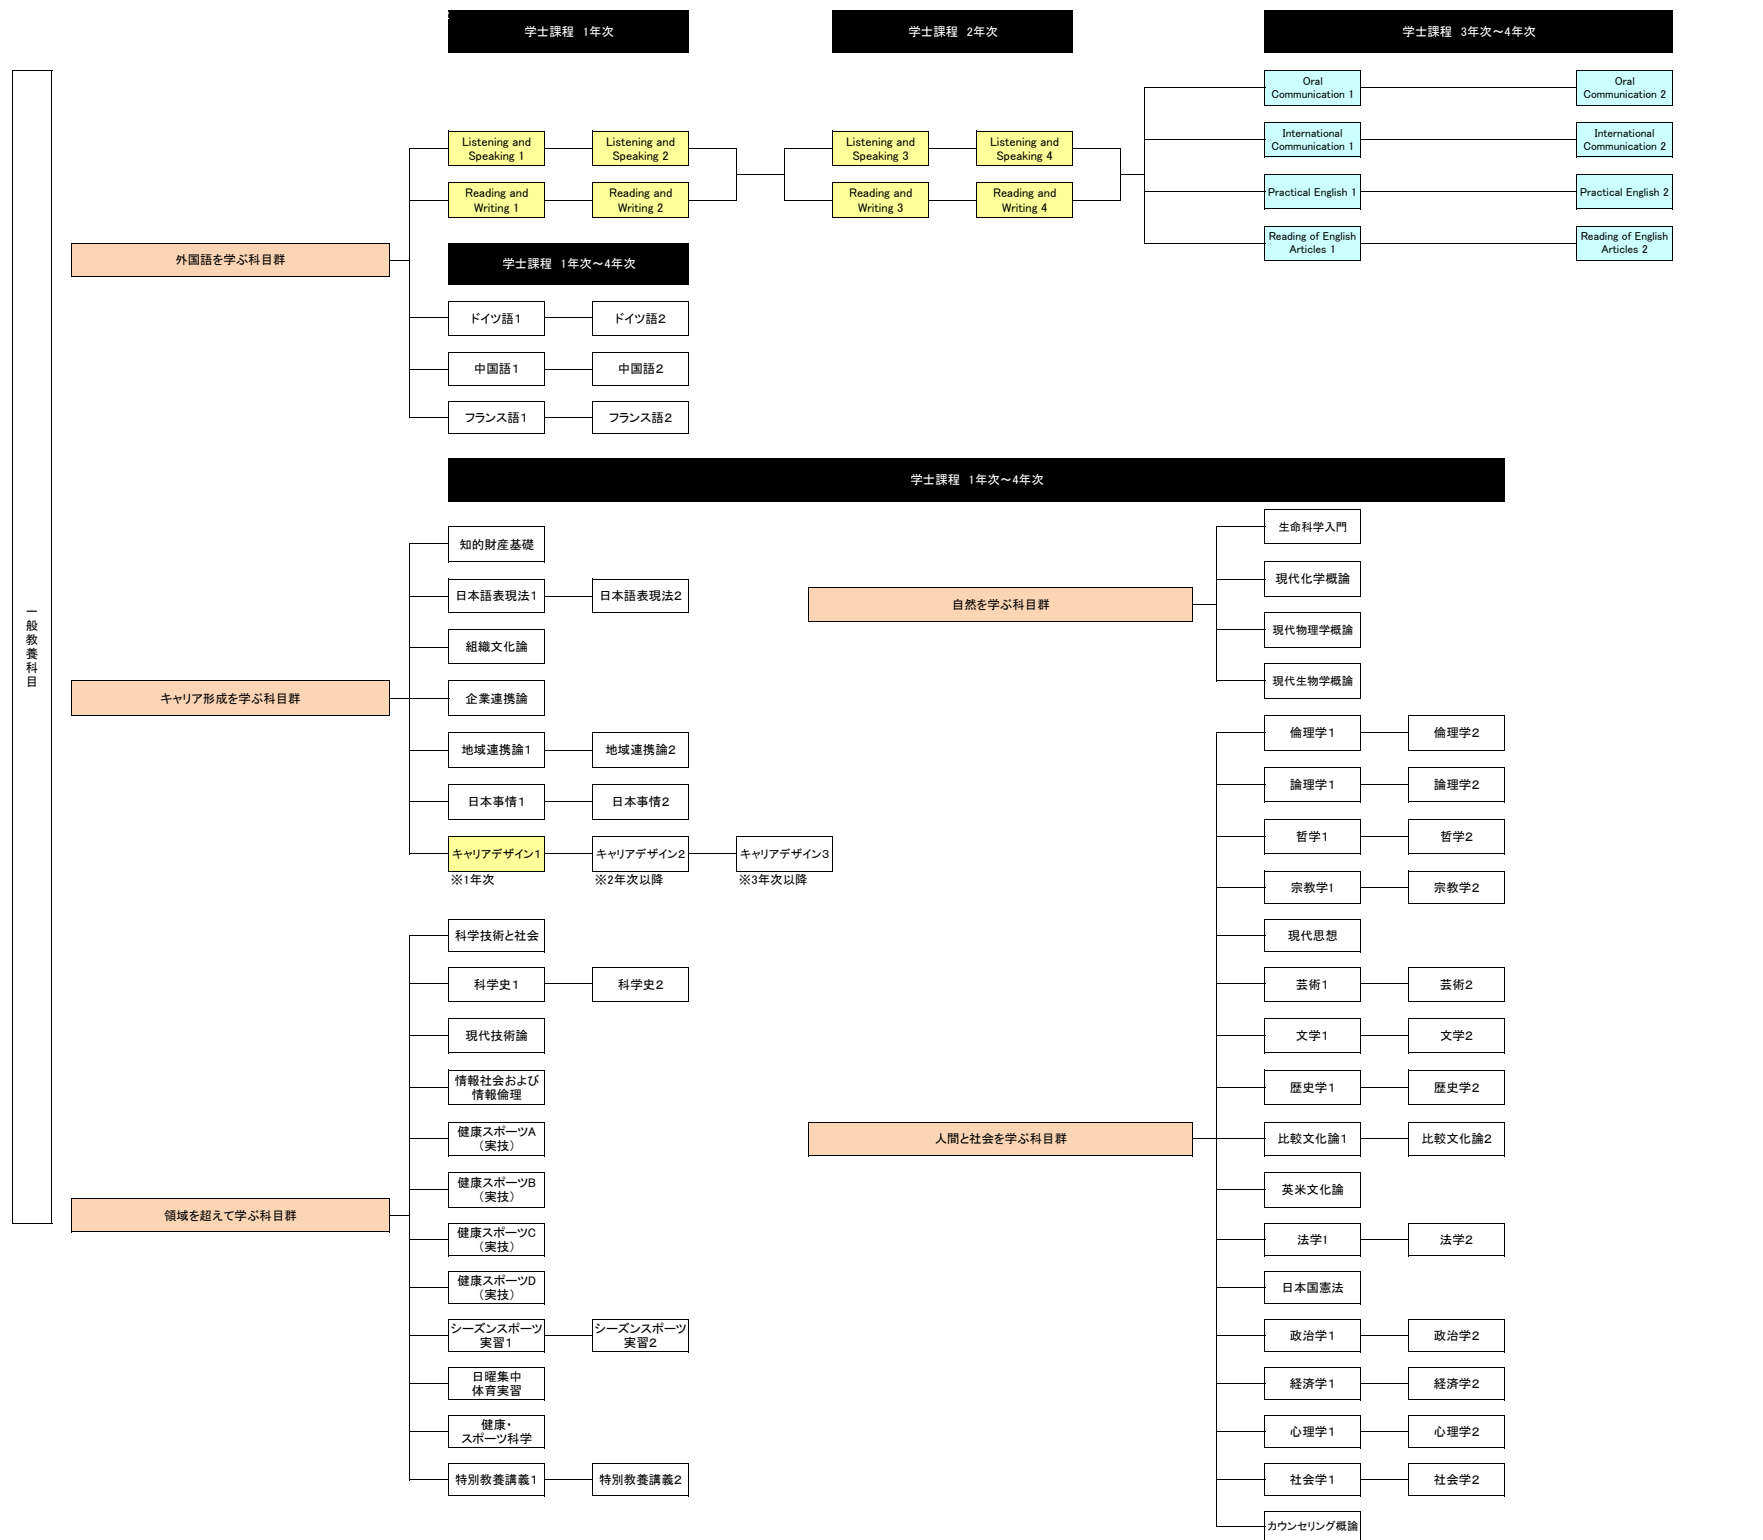 学士課程 1年次
学士課程 2年次
学士課程 3年次～4年次
一般教養科目
外国語を学ぶ科目群
Listening and
Speaking 1
Listening and
Speaking 2
Listening and
Speaking 3
Listening and
Speaking 4
Reading and
Writing 1
Reading and
Writing 2
Reading and
Writing 3
Reading and
Writing 4
Oral
Communication 1
Oral
Communication 2
International
Communication 1
International
Communication 2
Practical English 1
Practical English 2
Reading of English
Articles 1
Reading of English
Articles 2
学士課程 1年次～4年次
ドイツ語1
ドイツ語2
中国語1
中国語2
フランス語1
フランス語2
学士課程 1年次～4年次
キャリア形成を学ぶ科目群
知的財産基礎
日本語表現法1
日本語表現法2
組織文化論
企業連携論
地域連携論1
地域連携論2
日本事情1
日本事情2
キャリアデザイン1
キャリアデザイン2
キャリアデザイン3
※1年次
※2年次以降
※3年次以降
領域を超えて学ぶ科目群
科学技術と社会
科学史1
科学史2
現代技術論
情報社会および
情報倫理
健康スポーツA
（実技）
健康スポーツB
（実技）
健康スポーツC
（実技）
健康スポーツD
（実技）
シーズンスポーツ
実習1
シーズンスポーツ
実習2
日曜集中
体育実習
健康・
スポーツ科学
特別教養講義1
特別教養講義2
自然を学ぶ科目群
生命科学入門
現代化学概論
現代物理学概論
現代生物学概論
人間と社会を学ぶ科目群
倫理学1
倫理学2
論理学1
論理学2
哲学1
哲学2
宗教学1
宗教学2
現代思想
芸術1
芸術2
文学1
文学2
歴史学1
歴史学2
比較文化論1
比較文化論2
英米文化論
法学1
法学2
日本国憲法
政治学1
政治学2
経済学1
経済学2
心理学1
心理学2
社会学1
社会学2
カウンセリング概論